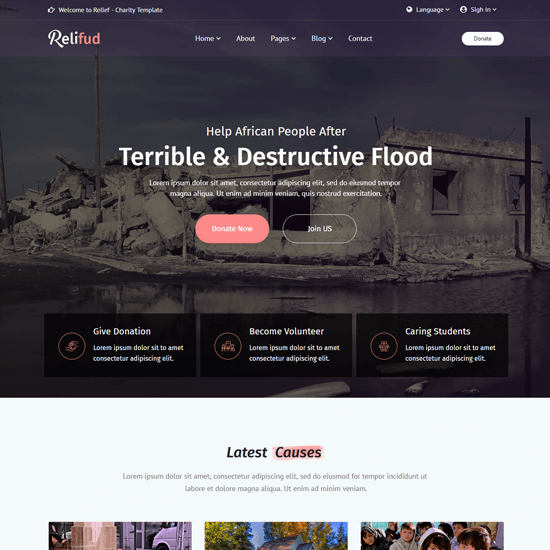 Welcome to Relief - Charity Template
Language
Sign In
Relifud
Home
About
Pages
Blog
Contact
Donate
Help African People After
Terrible & Destructive Flood
Lorem ipsum dolor sit amet, consectetur adipiscing elit, sed do eiusmod tempor
magna aliqua. Ut enim ad minim veniam, quis nostrud exercitation.
Donate Now
Join US
Give Donation
Lorem ipsum dolor sit amet
consectetur adipiscing elit.
Become Volunteer
Lorem ipsum dolor sit amet
consectetur adipiscing elit.
Caring Students
Lorem ipsum dolor sit amet
consectetur adipiscing elit.
Latest Causes
Lorem ipsum dolor sit amet, consectetur adipiscing elit, sed do eiusmod tempor incididunt ut
labore et dolore magna aliqua. Ut enim ad minim veniam, quis nostrud.